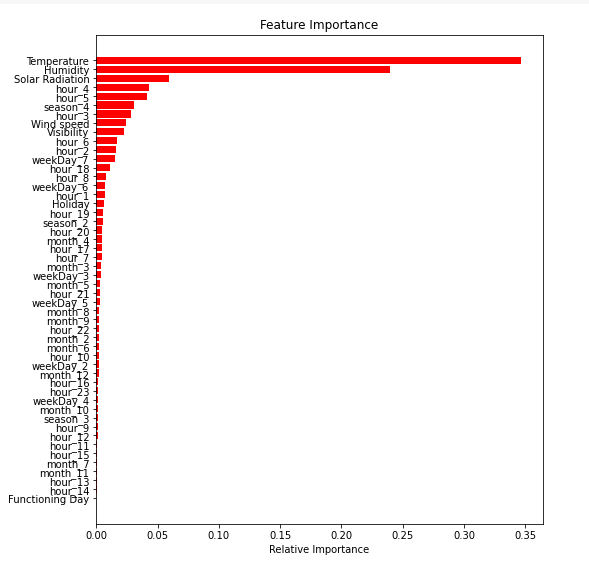 Feature Importance
Temperature
Humidity
Solar Radiation
hour_4
hour_5
season_4
hour_3
Wind speed
Visibility
hour_6
hour_2
weekDay_7
hour_18
hour_8
weekDay_6
hour_1
Holiday
hour_19
season_2
hour_20
month_4
hour_17
hour_7
month_3
weekDay_3
month_5
hour_21
weekDay_5
month_8
month_9
hour_22
month_2
month_6
hour_10
weekDay_2
month_12
hour_16
hour_23
weekDay_4
month_10
season_3
hour_9
hour_12
hour_11
hour_15
month_7
month_11
hour_13
hour_14
Functioning Day
0.00 0.05 0.10 0.15 0.20 0.25 0.30 0.35
Relative Importance